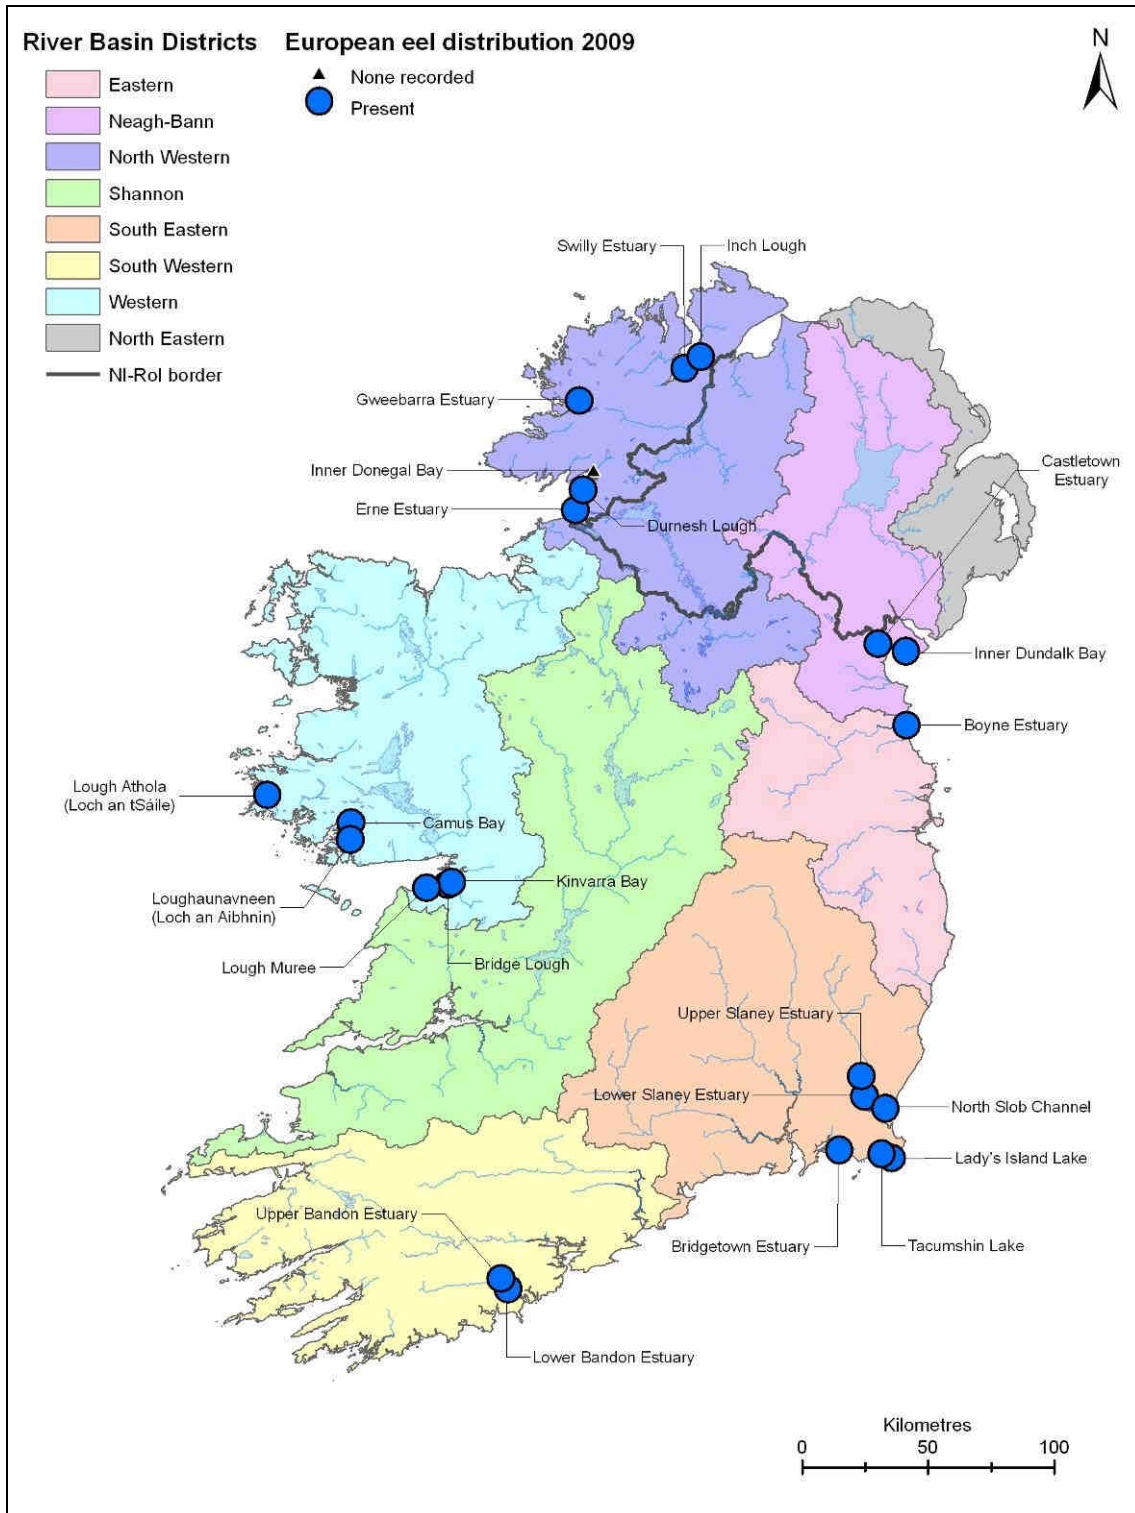 River Basin Districts
European eel distribution 2009
None recorded
Present
Eastern
Neagh-Bann
North Western
Shannon
South Eastern
South Western
Western
North Eastern
NI-RoI border
N
Swilly Estuary
Inch Lough
Gweebarra Estuary
Inner Donegal Bay
Castletown
Estuary
Erne Estuary
Durnesh Lough
Inner Dundalk Bay
Boyne Estuary
Lough Athola
(Loch an tSáile)
Camus Bay
Kinvarra Bay
Loughaunavneen
(Loch an Aibhnin)
Lough Muree
Bridge Lough
Upper Slaney Estuary
Lower Slaney Estuary
North Slob Channel
Lady's Island Lake
Upper Bandon Estuary
Bridgetown Estuary
Tacumshin Lake
Lower Bandon Estuary
Kilometres
0 50 100